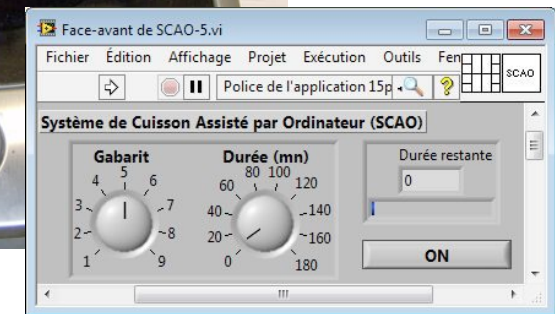 Face-avant de SCAO-5.vi
Fichier Édition Affichage Projet Exécution Outils Fen
SCAO
Police de l'application 15p
Système de Cuisson Assisté par Ordinateur (SCAO)
Gabarit
1 2 3 4 5 6 7 8 9
Durée (mn)
0 20 40 60 80 100 120 140 160 180
Durée restante
0
ON